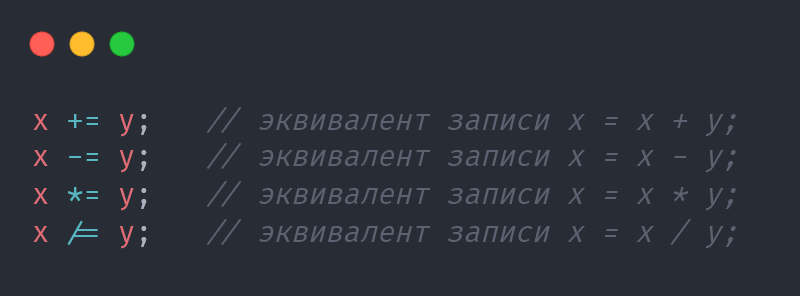 x += y;   // эквивалент записи x = x + y;
x -= y;   // эквивалент записи x = x - y;
x *= y;   // эквивалент записи x = x * y;
x /= y;   // эквивалент записи x = x / y;